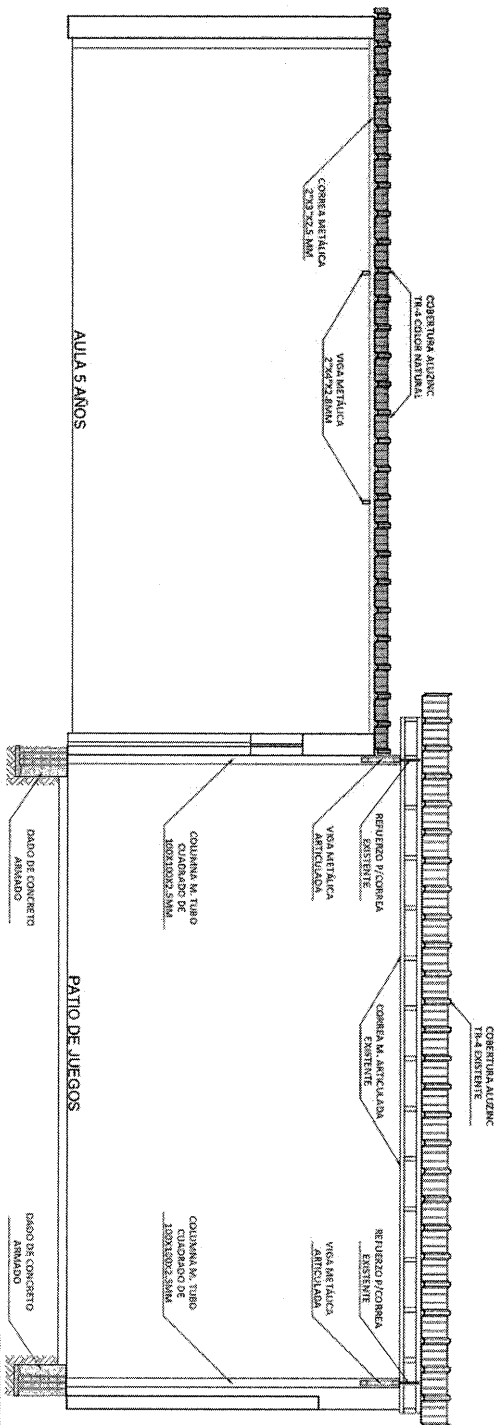 COBERTURA ALUZINC
TR-4 COLOR NATURAL
CORREA METÁLICA
2"X3"X2.5 MM
VIGA METÁLICA
2"X4"X2.8MM
AULA 5 AÑOS
COBERTURA ALUZINC
TR-4 EXISTENTE
REFUERZO P/CORREA
EXISTENTE
CORREA M. ARTICULADA
EXISTENTE
REFUERZO P/CORREA
EXISTENTE
VIGA METÁLICA
ARTICULADA
VIGA METÁLICA
ARTICULADA
COLUMNA M. TUBO
CUADRADO DE
100X100X2.5MM
COLUMNA M. TUBO
CUADRADO DE
100X100X2.5MM
PATIO DE JUEGOS
DADO DE CONCRETO
ARMADO
DADO DE CONCRETO
ARMADO